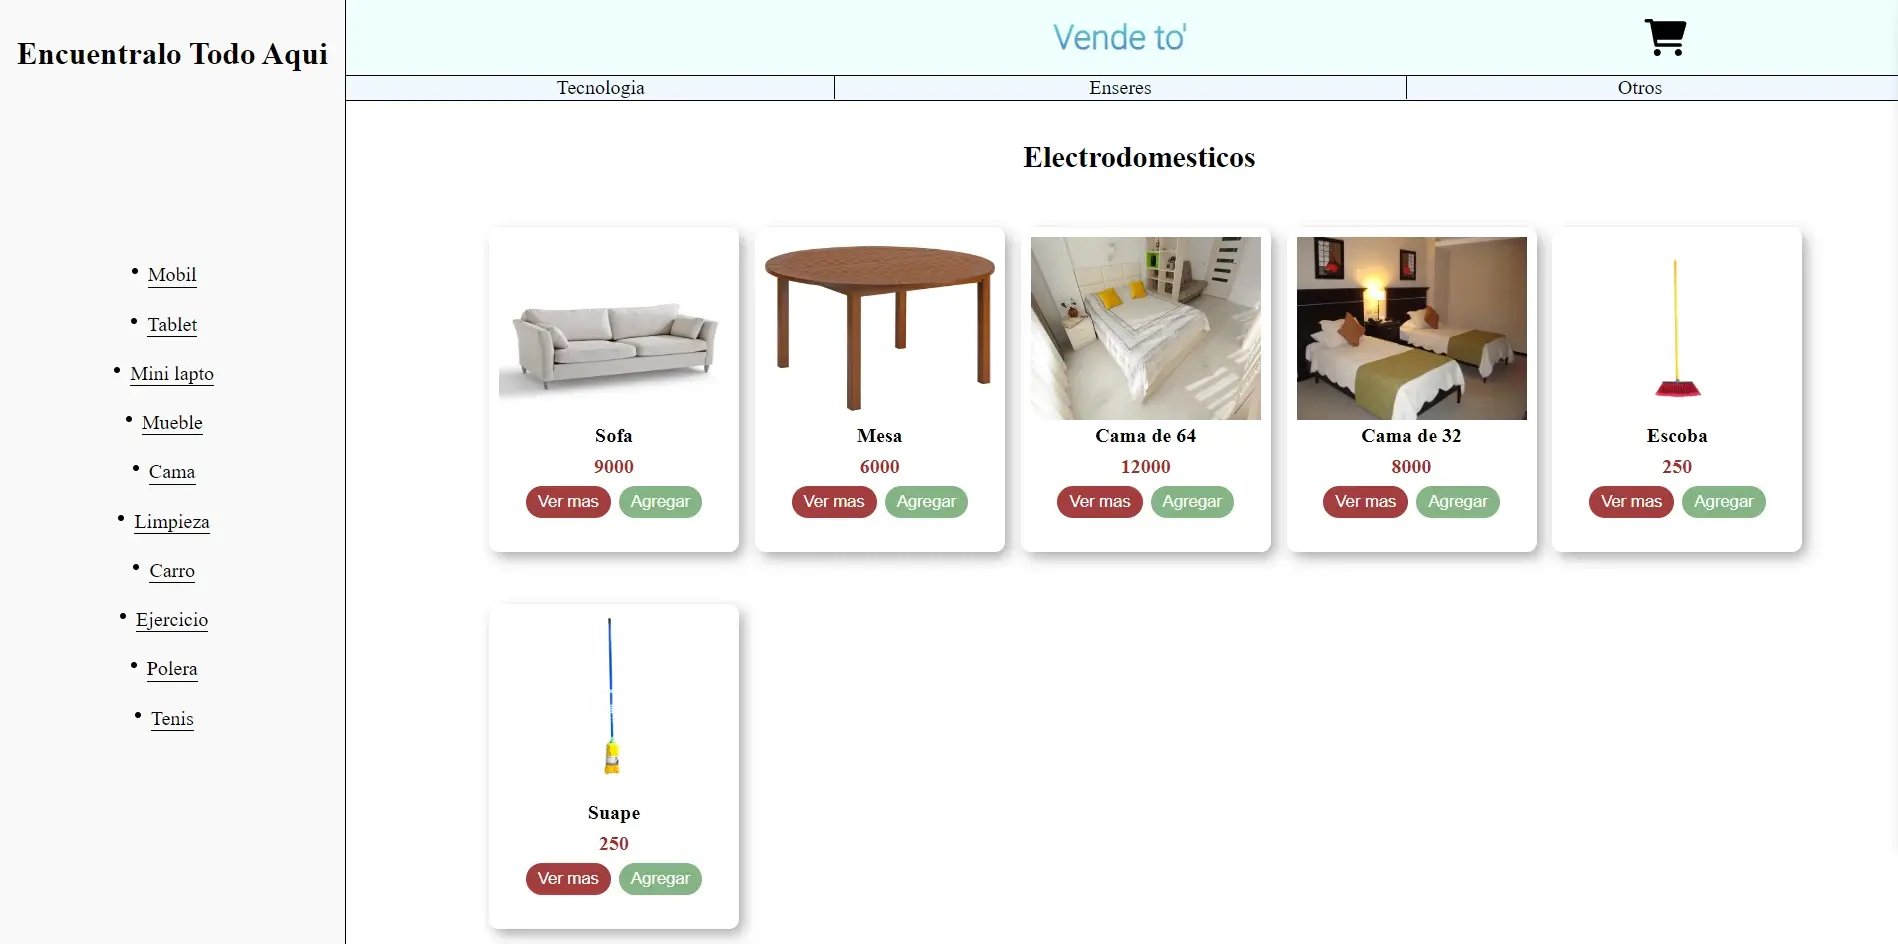 Encuentralo Todo Aqui
Mobil
Tablet
Mini lapto
Mueble
Cama
Limpieza
Carro
Ejercicio
Polera
Tenis
Vende to'
Tecnologia
Enseres
Otros
Electrodomesticos
Sofa
9000
Ver mas
Agregar
Mesa
6000
Ver mas
Agregar
Cama de 64
12000
Ver mas
Agregar
Cama de 32
8000
Ver mas
Agregar
Escoba
250
Ver mas
Agregar
Suape
250
Ver mas
Agregar